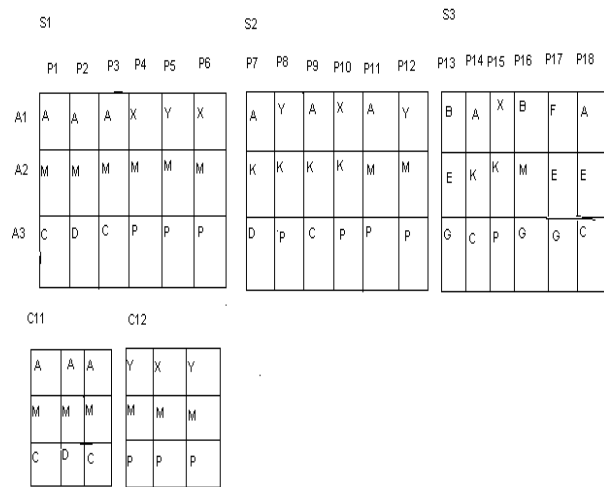 S1 S2 S3
P1 P2 P3 P4 P5 P6 P7 P8 P9 P10 P11 P12 P13 P14 P15 P16 P17 P18
A1 A A A X Y X A Y A X A Y B A X B F A
A2 M M M M M M K K K K M M E K K M E E
A3 C D C P P P D P C P P P G C P G G C
C11 C12
A A A Y X Y
M M M M M M
C D C P P P